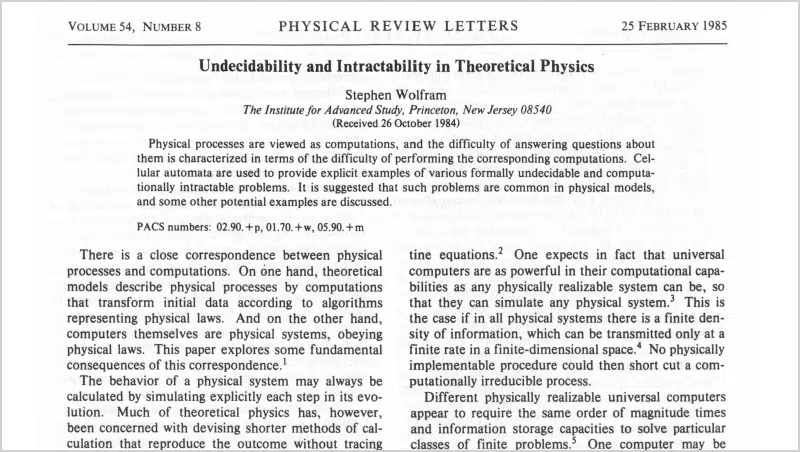 VOLUME 54, NUMBER 8 PHYSICAL REVIEW LETTERS 25 FEBRUARY 1985
Undecidability and Intractability in Theoretical Physics
Stephen Wolfram
The Institute for Advanced Study, Princeton, New Jersey 08540
(Received 26 October 1984)
Physical processes are viewed as computations, and the difficulty of answering questions about
them is characterized in terms of the difficulty of performing the corresponding computations. Cel-
lular automata are used to provide explicit examples of various formally undecidable and computa-
tionally intractable problems. It is suggested that such problems are common in physical models,
and some other potential examples are discussed.
PACS numbers: 02.90.+p, 01.70.+w, 05.90.+m
There is a close correspondence between physical
processes and computations. On one hand, theoretical
models describe physical processes by computations
that transform initial data according to algorithms
representing physical laws. And on the other hand,
computers themselves are physical systems, obeying
physical laws. This paper explores some fundamental
consequences of this correspondence.¹
The behavior of a physical system may always be
calculated by simulating explicitly each step in its evo-
lution. Much of theoretical physics has, however,
been concerned with devising shorter methods of cal-
culation that reproduce the outcome without tracing
tine equations.² One expects in fact that universal
computers are as powerful in their computational capa-
bilities as any physically realizable system can be, so
that they can simulate any physical system.³ This is
the case if in all physical systems there is a finite den-
sity of information, which can be transmitted only at a
finite rate in a finite-dimensional space.⁴ No physically
implementable procedure could then short cut a com-
putationally irreducible process.
Different physically realizable universal computers
appear to require the same order of magnitude times
and information storage capacities to solve particular
classes of finite problems.⁵ One computer may be